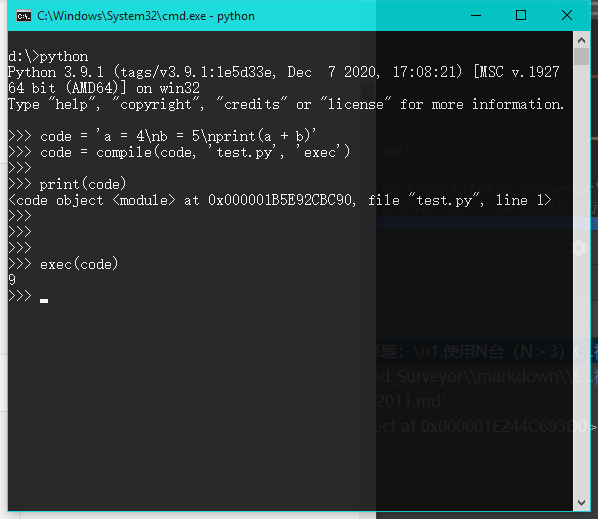 C:\Windows\System32\cmd.exe - python
d:\>python
Python 3.9.1 (tags/v3.9.1:1e5d33e, Dec  7 2020, 17:08:21) [MSC v.1927
64 bit (AMD64)] on win32
Type "help", "copyright", "credits" or "license" for more information.
>>> code = 'a = 4\nb = 5\nprint(a + b)'
>>> code = compile(code, 'test.py', 'exec')
>>>
>>> print(code)
<code object <module> at 0x000001B5E92CBC90, file "test.py", line 1>
>>>
>>>
>>>
>>> exec(code)
9
>>>
题：\n1.使用N台（N＞3）
ed_Surveyor\\markdown\\
2011.md'
ect at 0x000001E244C693D0>